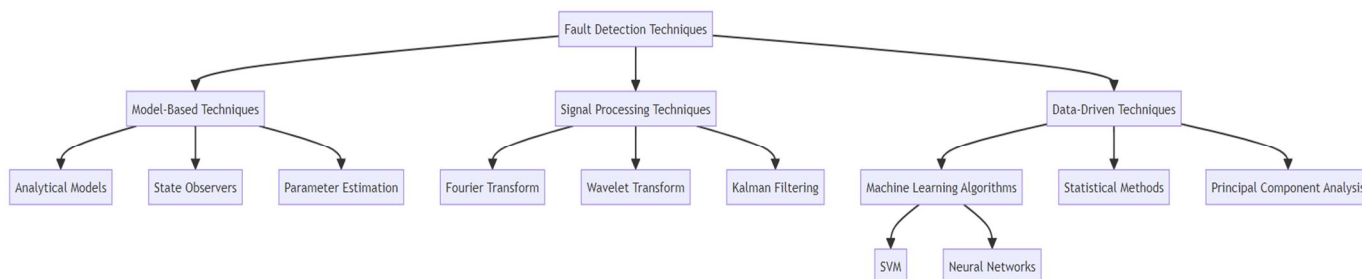 Fault Detection Techniques
Model-Based Techniques
Signal Processing Techniques
Data-Driven Techniques
Analytical Models
State Observers
Parameter Estimation
Fourier Transform
Wavelet Transform
Kalman Filtering
Machine Learning Algorithms
Statistical Methods
Principal Component Analysis
SVM
Neural Networks